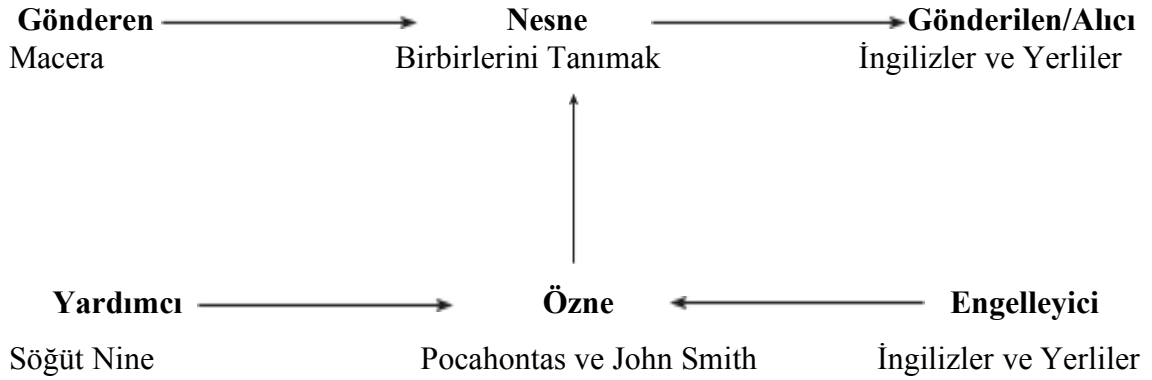 Gönderen Nesne Gönderilen/Alıcı
Macera Birbirlerini Tanımak İngilizler ve Yerliler
Yardımcı Özne Engelleyici
Söğüt Nine Pocahontas ve John Smith İngilizler ve Yerliler